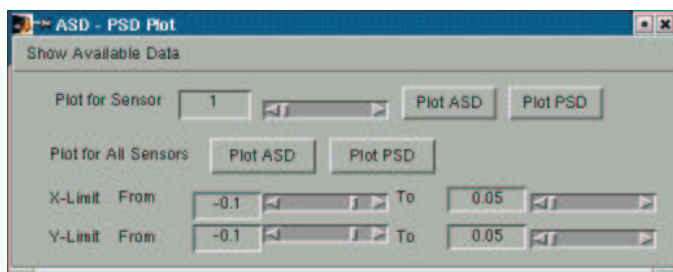 ASD - PSD Plot
Show Available Data
Plot for Sensor 1 Plot ASD Plot PSD
Plot for All Sensors Plot ASD Plot PSD
X-Limit From -0.1 To 0.05
Y-Limit From -0.1 To 0.05